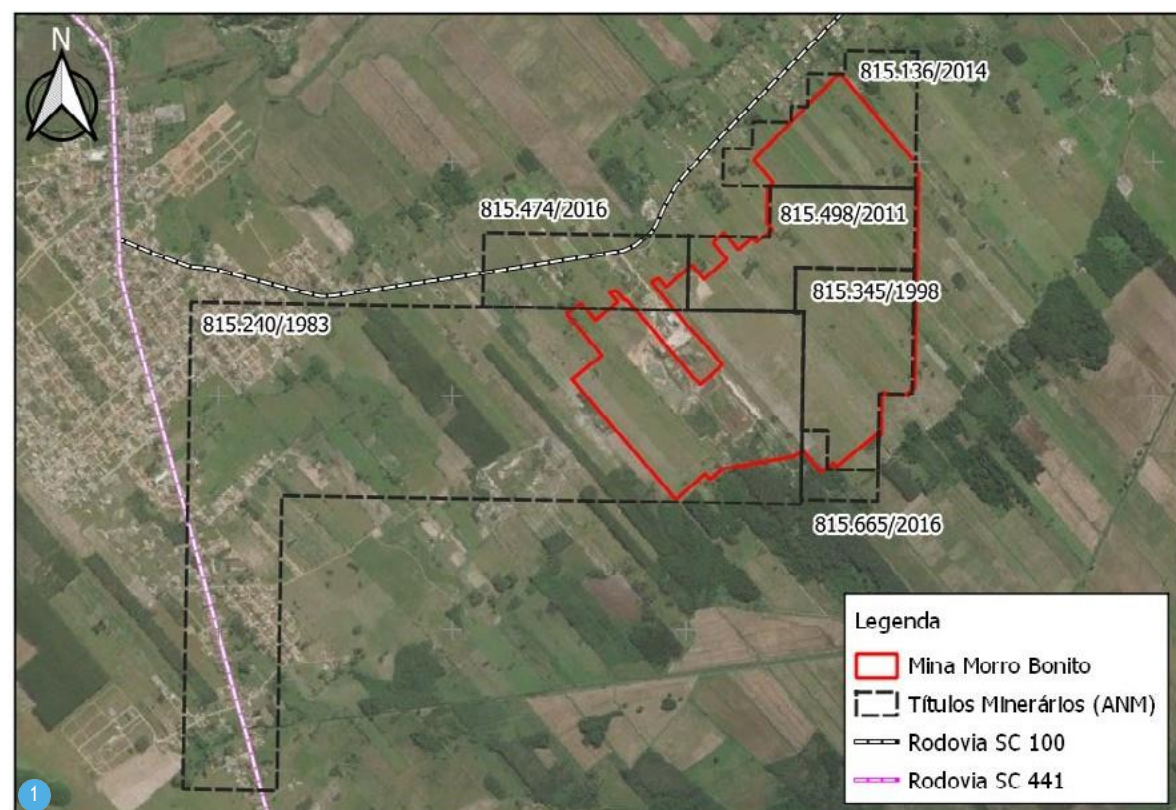 N
815.136/2014
815.474/2016
815.498/2011
815.345/1998
815.240/1983
815.665/2016
Legenda
Mina Morro Bonito
Títulos Minerários (ANM)
Rodovia SC 100
Rodovia SC 441
1